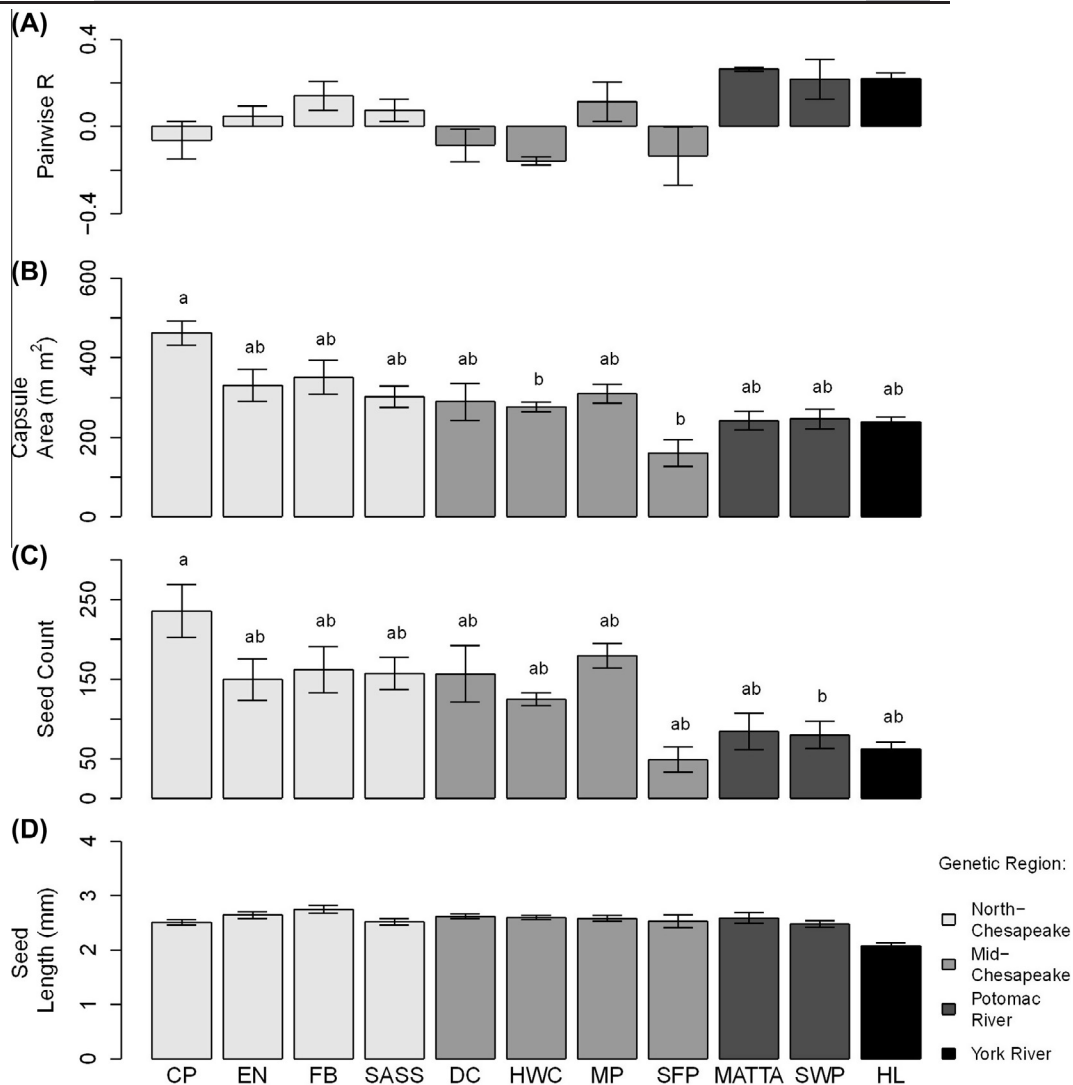 (A)
Pairwise R
0.4
0.0
−0.4
(B)
Capsule
Area (m m²)
600
400
200
0
a
ab
ab
ab
ab
b
ab
b
ab
ab
ab
(C)
Seed Count
250
150
50
0
a
ab
ab
ab
ab
ab
ab
ab
ab
b
ab
(D)
Seed
Length (mm)
4
3
2
1
0
CP EN FB SASS DC HWC MP SFP MATTA SWP HL
Genetic Region:
North−
Chesapeake
Mid−
Chesapeake
Potomac
River
York River